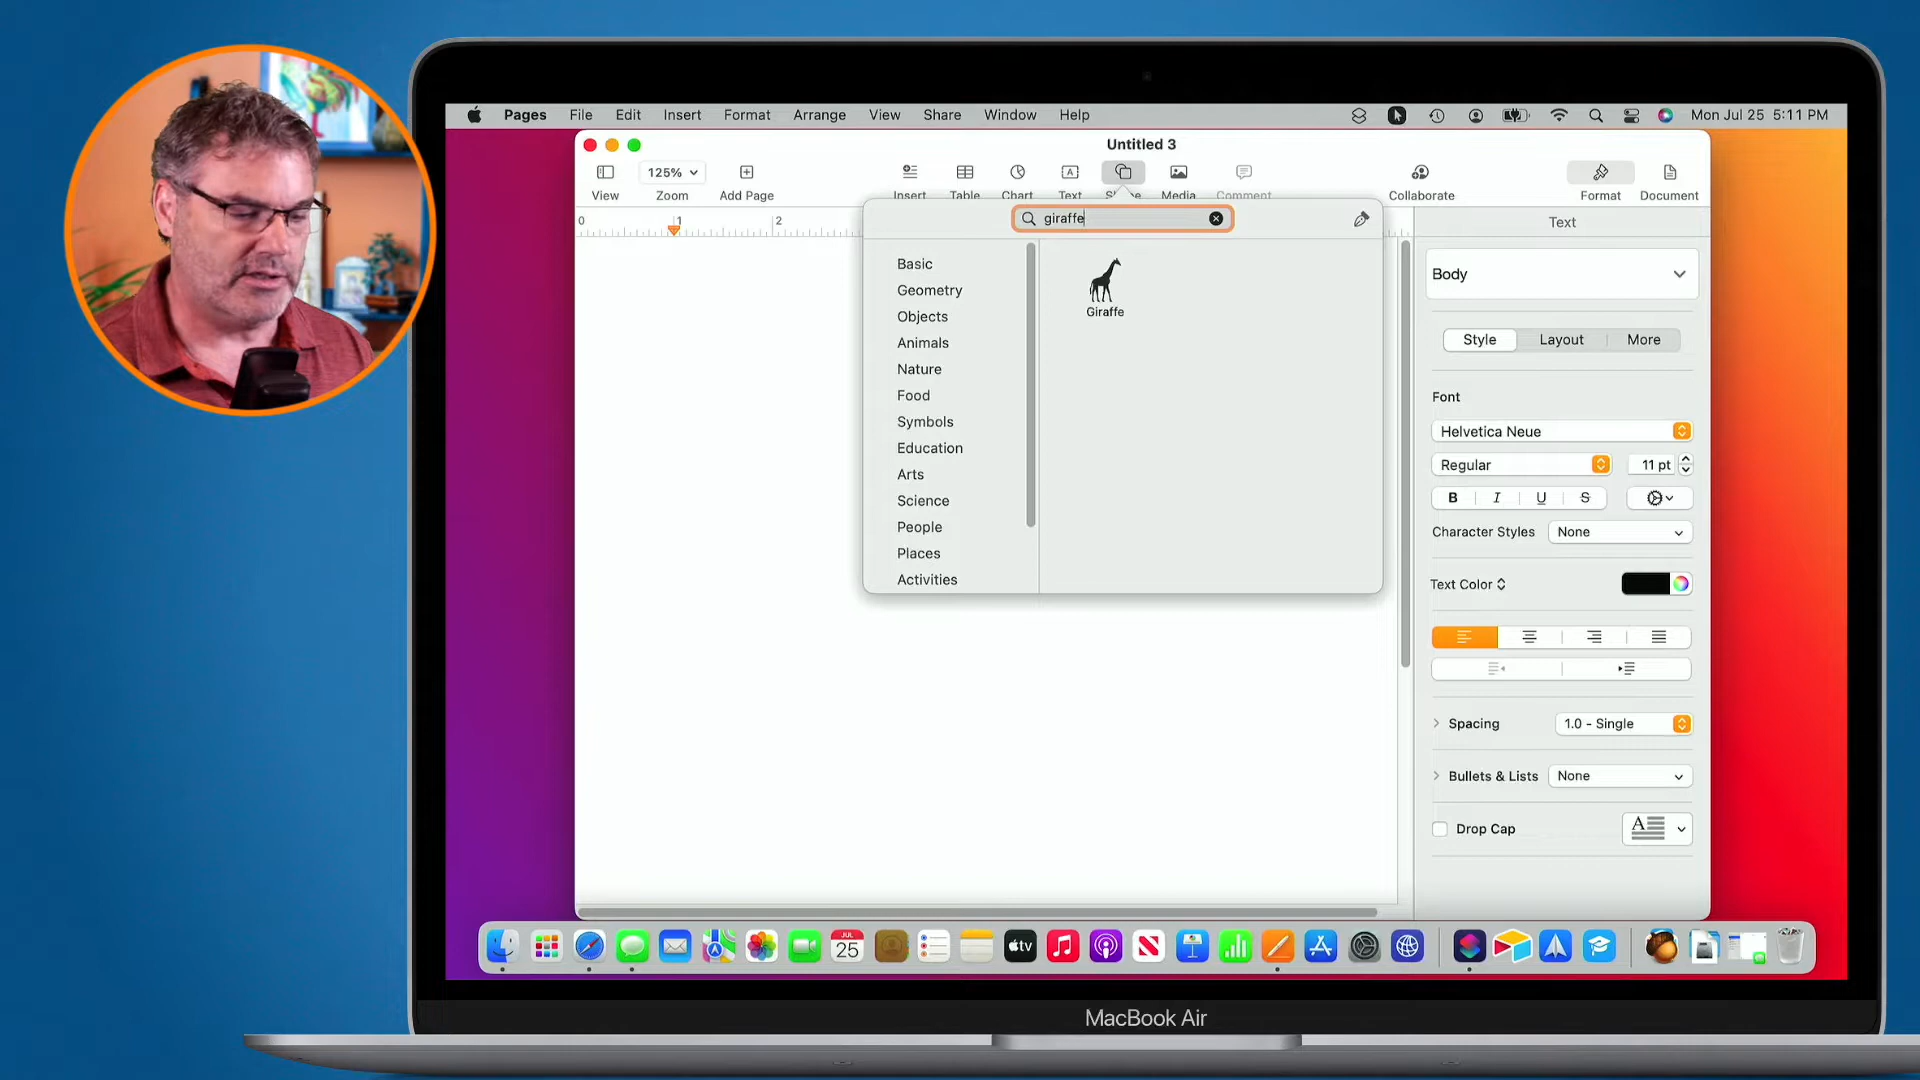 Pages File Edit Insert Format Arrange View Share Window Help Mon Jul 25 5:11 PM
Untitled 3
125%
View Zoom Add Page Insert Table Chart Text Media Comment Collaborate Format Document
0 1 2
giraffe
Text
Basic
Geometry
Objects
Animals
Nature
Food
Symbols
Education
Arts
Science
People
Places
Activities
Giraffe
Body
Style Layout More
Font
Helvetica Neue
Regular 11 pt
B I U S
Character Styles None
Text Color
Spacing 1.0 - Single
Bullets & Lists None
Drop Cap A
JUL
25
tv
MacBook Air